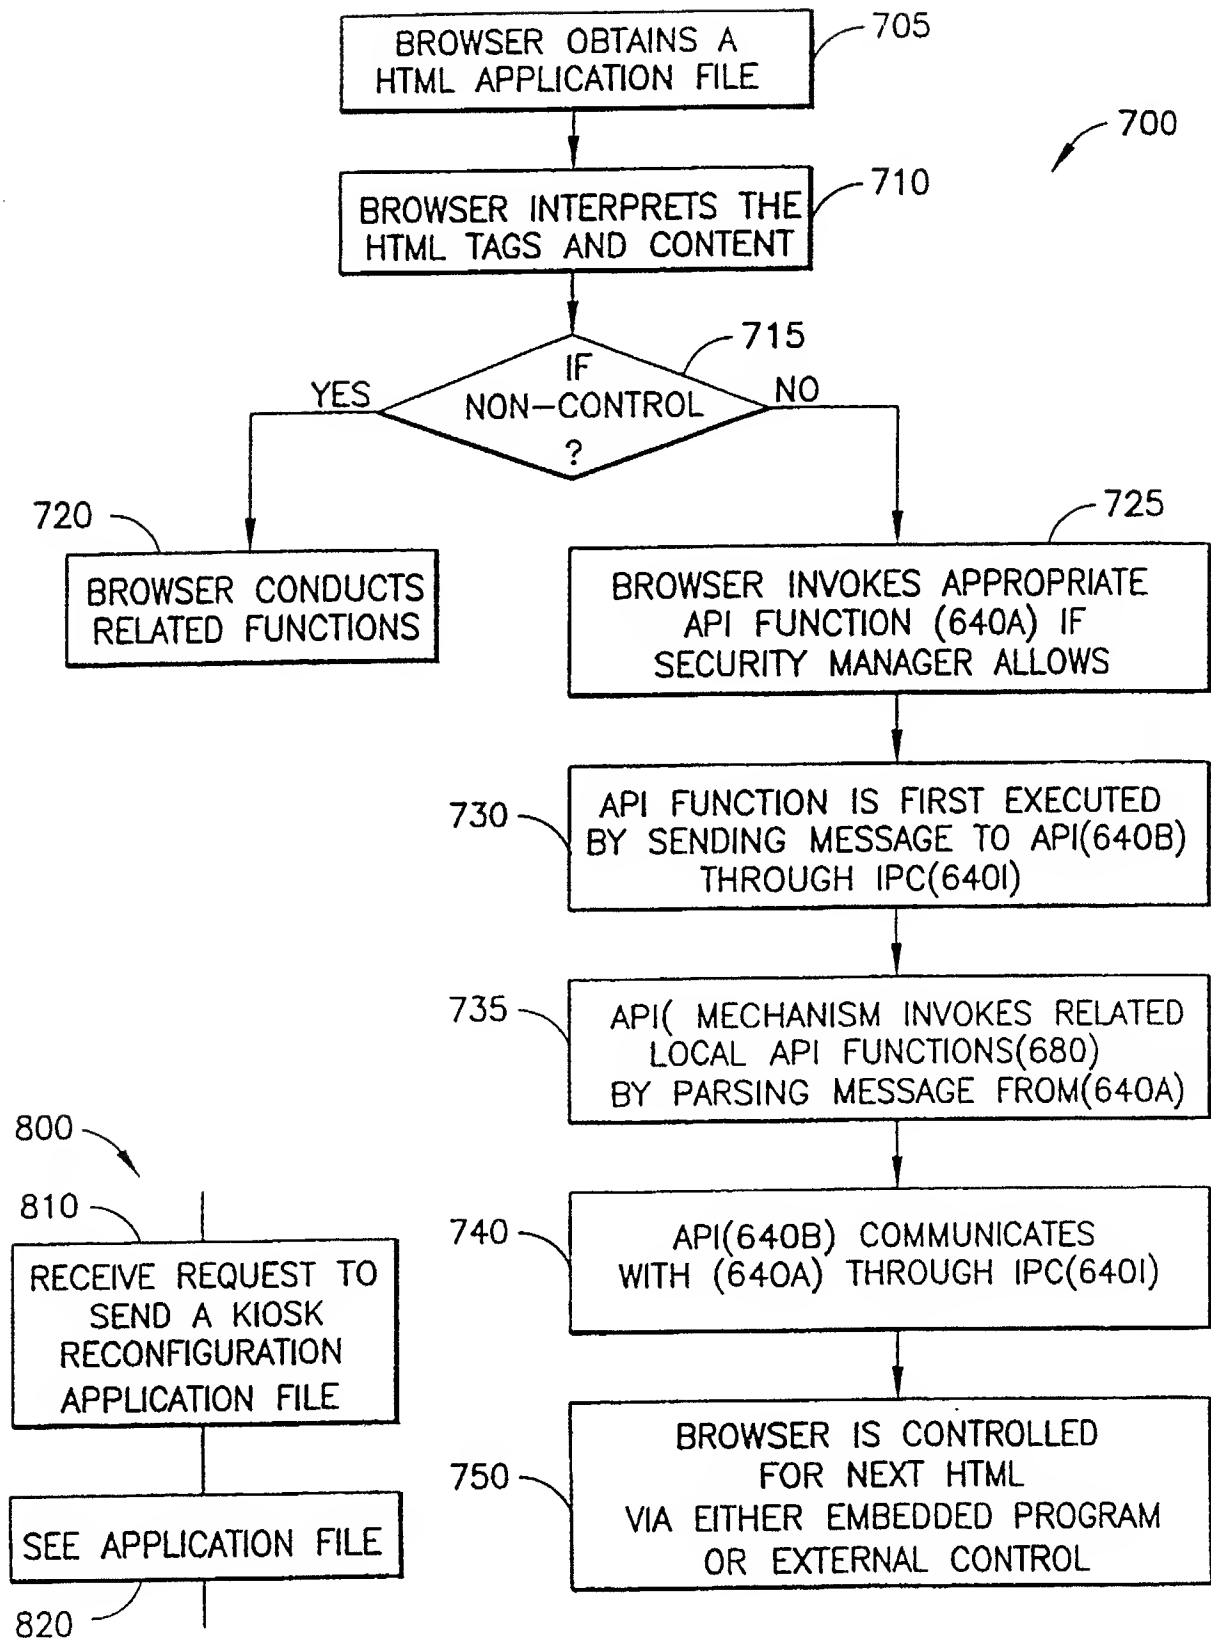 705
BROWSER OBTAINS A
HTML APPLICATION FILE
700
710
BROWSER INTERPRETS THE
HTML TAGS AND CONTENT
715
IF
NON-CONTROL
?
YES
NO
720
BROWSER CONDUCTS
RELATED FUNCTIONS
725
BROWSER INVOKES APPROPRIATE
API FUNCTION (640A) IF
SECURITY MANAGER ALLOWS
730
API FUNCTION IS FIRST EXECUTED
BY SENDING MESSAGE TO API(640B)
THROUGH IPC(640I)
735
API( MECHANISM INVOKES RELATED
LOCAL API FUNCTIONS(680)
BY PARSING MESSAGE FROM(640A)
740
API(640B) COMMUNICATES
WITH (640A) THROUGH IPC(640I)
750
BROWSER IS CONTROLLED
FOR NEXT HTML
VIA EITHER EMBEDDED PROGRAM
OR EXTERNAL CONTROL
800
810
RECEIVE REQUEST TO
SEND A KIOSK
RECONFIGURATION
APPLICATION FILE
SEE APPLICATION FILE
820